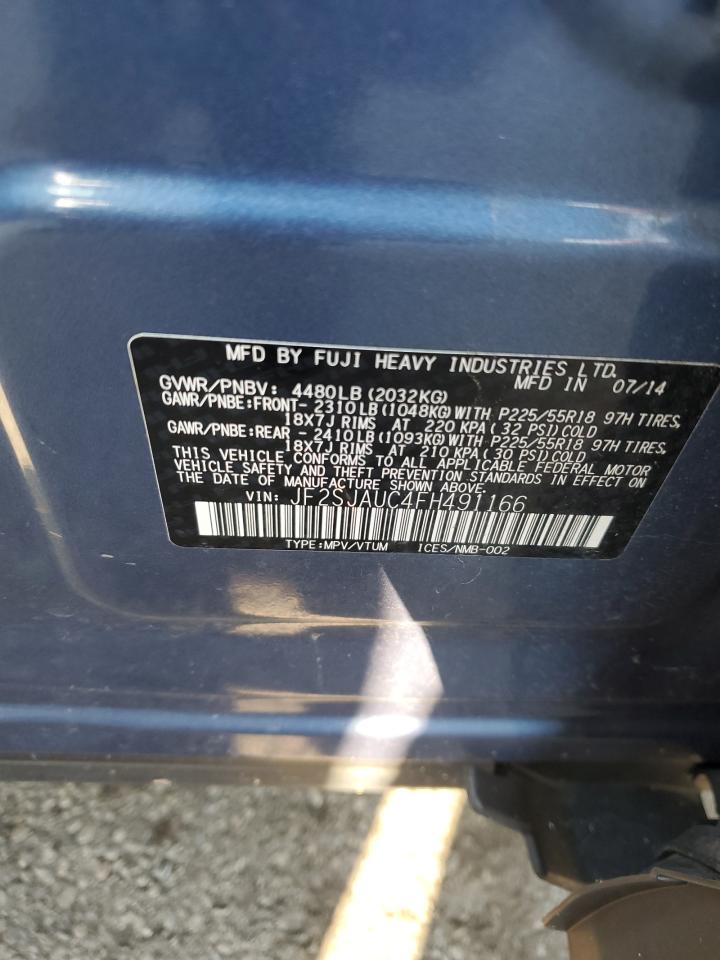 MFD BY FUJI HEAVY INDUSTRIES LTD.
MFD IN 07/14
GVWR/PNBV: 4480LB (2032KG)
GAWR/PNBE:FRONT- 2310LB (1048KG) WITH P225/55R18 97H TIRES,
18X7J RIMS AT 220 KPA ( 32 PSI) COLD
GAWR/PNBE:REAR - 2410LB (1093KG) WITH P225/55R18 97H TIRES,
18X7J RIMS AT 210 KPA ( 30 PSI) COLD
THIS VEHICLE CONFORMS TO ALL APPLICABLE FEDERAL MOTOR
VEHICLE SAFETY AND THEFT PREVENTION STANDARDS IN EFFECT ON
THE DATE OF MANUFACTURE SHOWN ABOVE.
VIN: JF2SJAUC4FH491166
TYPE:MPV/VTUM ICES/NMB-002